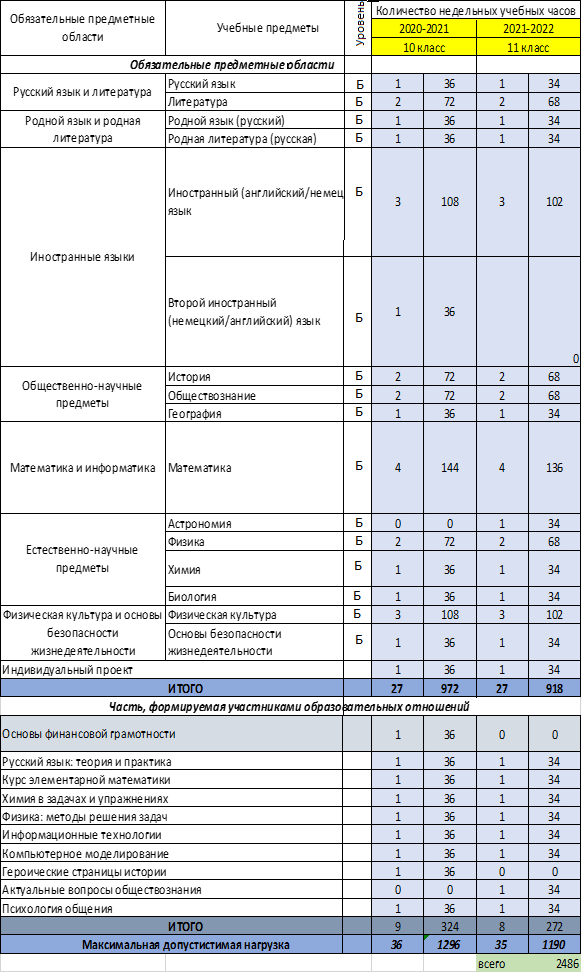 Обязательные предметные области	Учебные предметы	Уровень	Количество недельных учебных часов
2020-2021	2021-2022
10 класс	11 класс
Обязательные предметные области
Русский язык и литература	Русский язык	Б	1	36	1	34
Литература	Б	2	72	2	68
Родной язык и родная литература	Родной язык (русский)	Б	1	36	1	34
Родная литература (русская)	Б	1	36	1	34
Иностранные языки	Иностранный (английский/немец язык	Б	3	108	3	102
Второй иностранный (немецкий/английский) язык	Б	1	36	0
Общественно-научные предметы	История	Б	2	72	2	68
Обществознание	Б	2	72	2	68
География	Б	1	36	1	34
Математика и информатика	Математика	Б	4	144	4	136
Естественно-научные предметы	Астрономия	Б	0	0	1	34
Физика	Б	2	72	2	68
Химия	Б	1	36	1	34
Биология	Б	1	36	1	34
Физическая культура и основы безопасности жизнедеятельности	Физическая культура	Б	3	108	3	102
Основы безопасности жизнедеятельности	Б	1	36	1	34
Индивидуальный проект	1	36	1	34
ИТОГО	27	972	27	918
Часть, формируемая участниками образовательных отношений
Основы финансовой грамотности	1	36	0	0
Русский язык: теория и практика	1	36	1	34
Курс элементарной математики	1	36	1	34
Химия в задачах и упражнениях	1	36	1	34
Физика: методы решения задач	1	36	1	34
Информационные технологии	1	36	1	34
Компьютерное моделирование	1	36	1	34
Героические страницы истории	1	36	0	0
Актуальные вопросы обществознания	0	0	1	34
Психология общения	1	36	1	34
ИТОГО	9	324	8	272
Максимальная допустистимая нагрузка	36	1296	35	1190
всего	2486